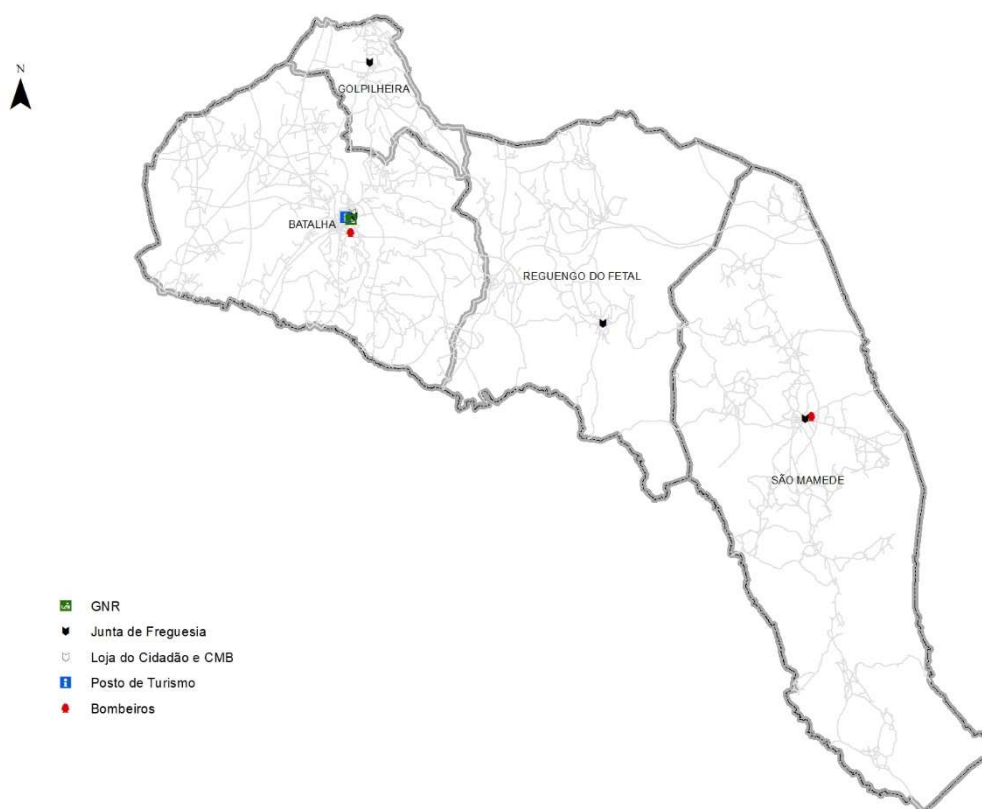 N
GOLPILHEIRA
BATALHA
REGUENGO DO FETAL
SÃO MAMEDE
GNR
Junta de Freguesia
Loja do Cidadão e CMB
Posto de Turismo
Bombeiros